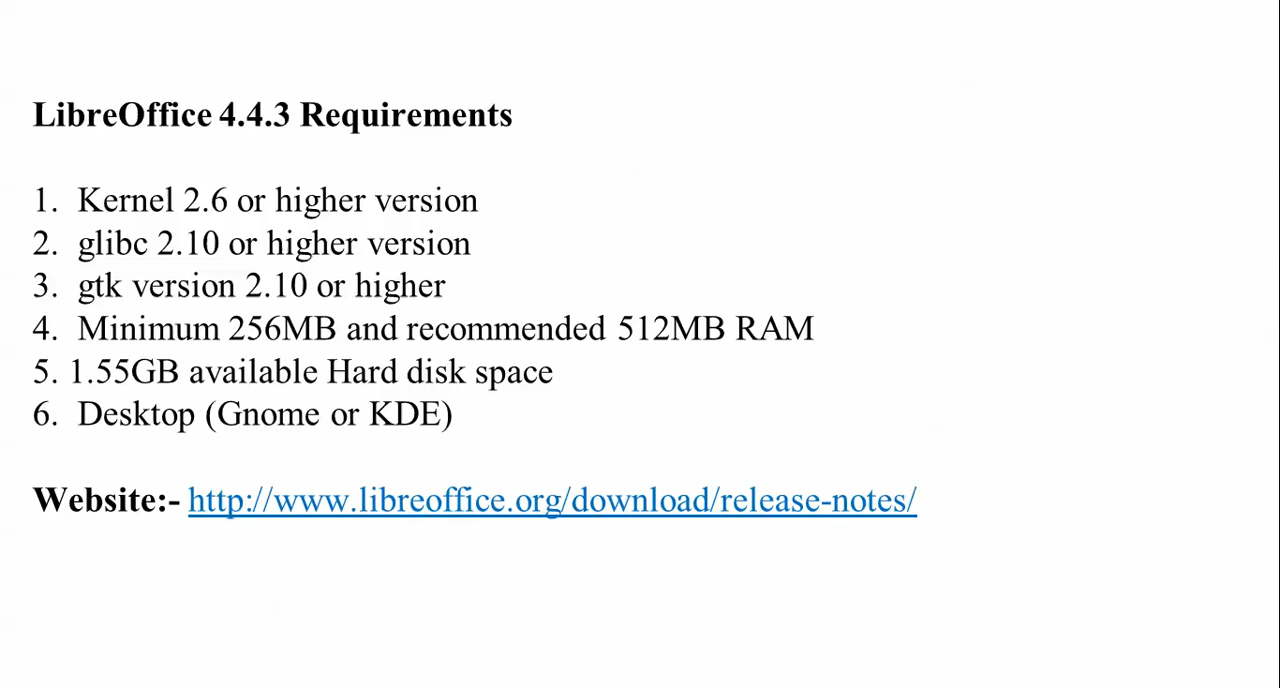 LibreOffice 4.4.3 Requirements
1. Kernel 2.6 or higher version
2. glibc 2.10 or higher version
3. gtk version 2.10 or higher
4. Minimum 256MB and recommended 512MB RAM
5. 1.55GB available Hard disk space
6. Desktop (Gnome or KDE)
Website:- http://www.libreoffice.org/download/release-notes/